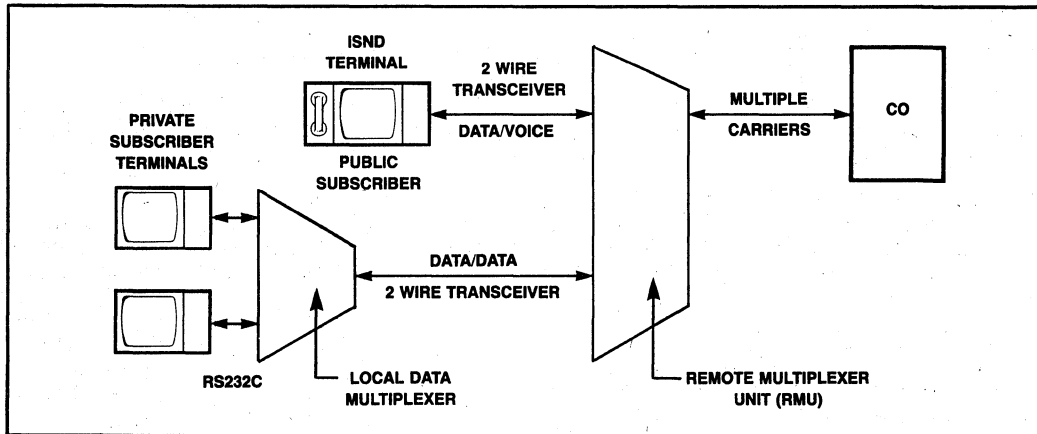 ISND
TERMINAL
2 WIRE
TRANSCEIVER
DATA/VOICE
PUBLIC
SUBSCRIBER
PRIVATE
SUBSCRIBER
TERMINALS
MULTIPLE
CARRIERS
CO
DATA/DATA
2 WIRE TRANSCEIVER
RS232C
LOCAL DATA
MULTIPLEXER
REMOTE MULTIPLEXER
UNIT (RMU)